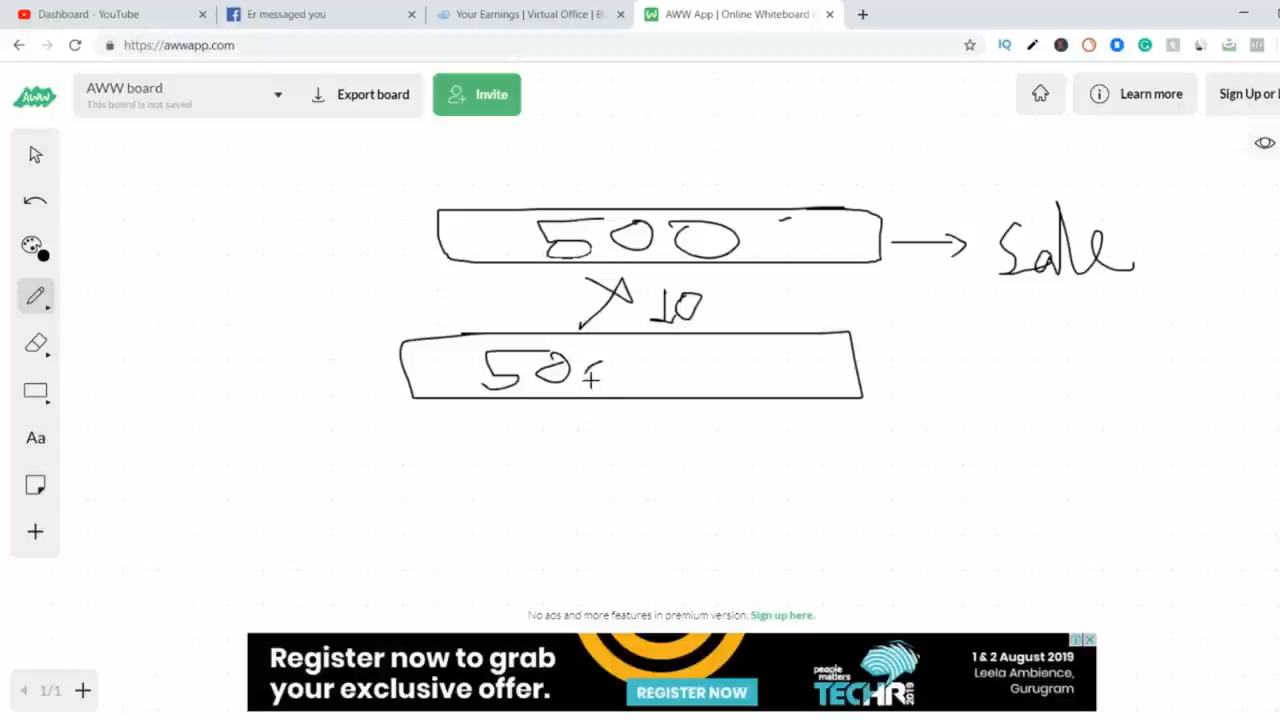 Dashboard - YouTube
Er messaged you
Your Earnings | Virtual Office |
AWW App | Online Whiteboard
https://awwapp.com
AWW
AWW board
This board is not saved
Export board
Invite
Learn more
Sign Up or
500
sale
10
50
Aa
No ads and more features in premium version. Sign up here.
Register now to grab
your exclusive offer.
REGISTER NOW
people
matters
TECHR
2019
1 & 2 August 2019
Leela Ambience,
Gurugram
1/1